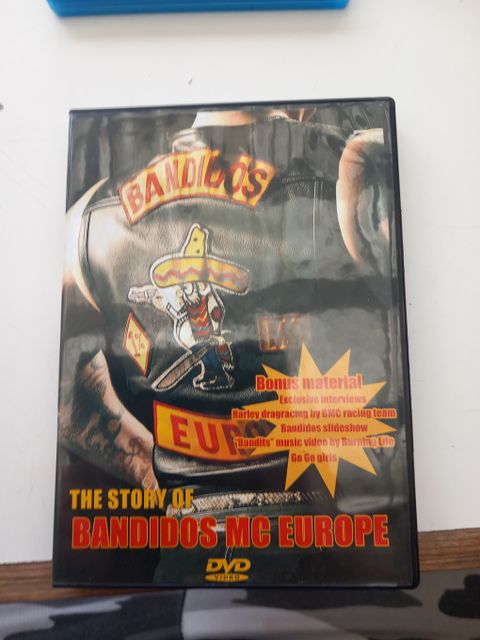 BANDIDOS
1%
MC
EURO
Bonus material
Exclusive interviews
Harley dragracing by BMC racing team
Bandidos slideshow
"Bandits" music video by Burning Life
Go Go girls
THE STORY OF
BANDIDOS MC EUROPE
DVD
VIDEO